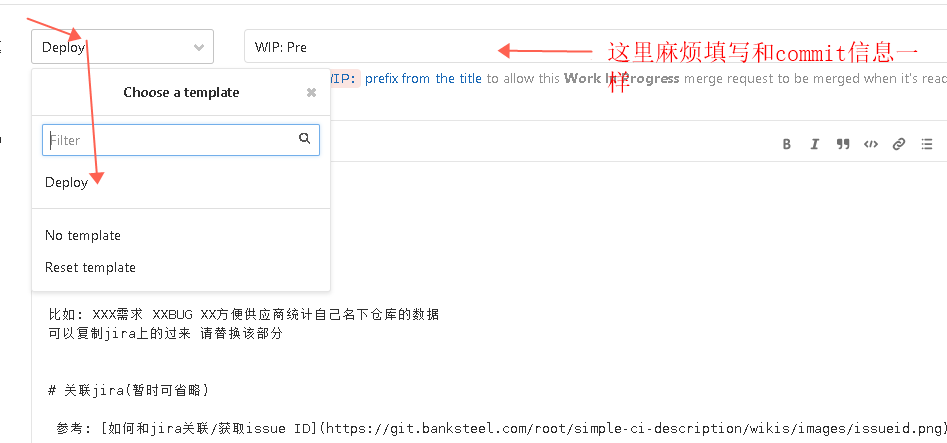 Deploy
WIP: Pre
这里麻烦填写和commit信息一
样
WIP: prefix from the title to allow this Work In Progress merge request to be merged when it's read
Choose a template
Filter
Deploy
No template
Reset template
比如: XXX需求 XXBUG XX方便供应商统计自己名下仓库的数据
可以复制jira上的过来 请替换该部分
# 关联jira(暂时可省略)
参考: [如何和jira关联/获取issue ID](https://git.banksteel.com/root/simple-ci-description/wikis/images/issueid.png)